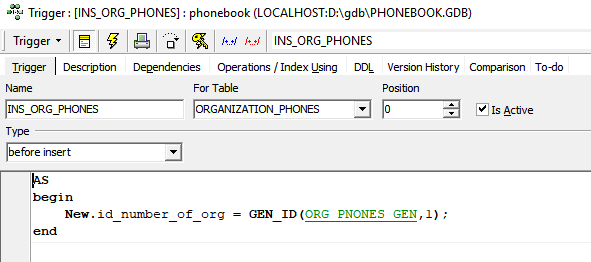 Trigger : [INS_ORG_PHONES] : phonebook (LOCALHOST:D:\gdb\PHONEBOOK.GDB)
Trigger INS_ORG_PHONES
Trigger Description Dependencies Operations / Index Using DDL Version History Comparison To-do
Name For Table Position
INS_ORG_PHONES ORGANIZATION_PHONES 0 Is Active
Type
before insert
AS
begin
New.id_number_of_org = GEN_ID(ORG_PNONES_GEN,1);
end